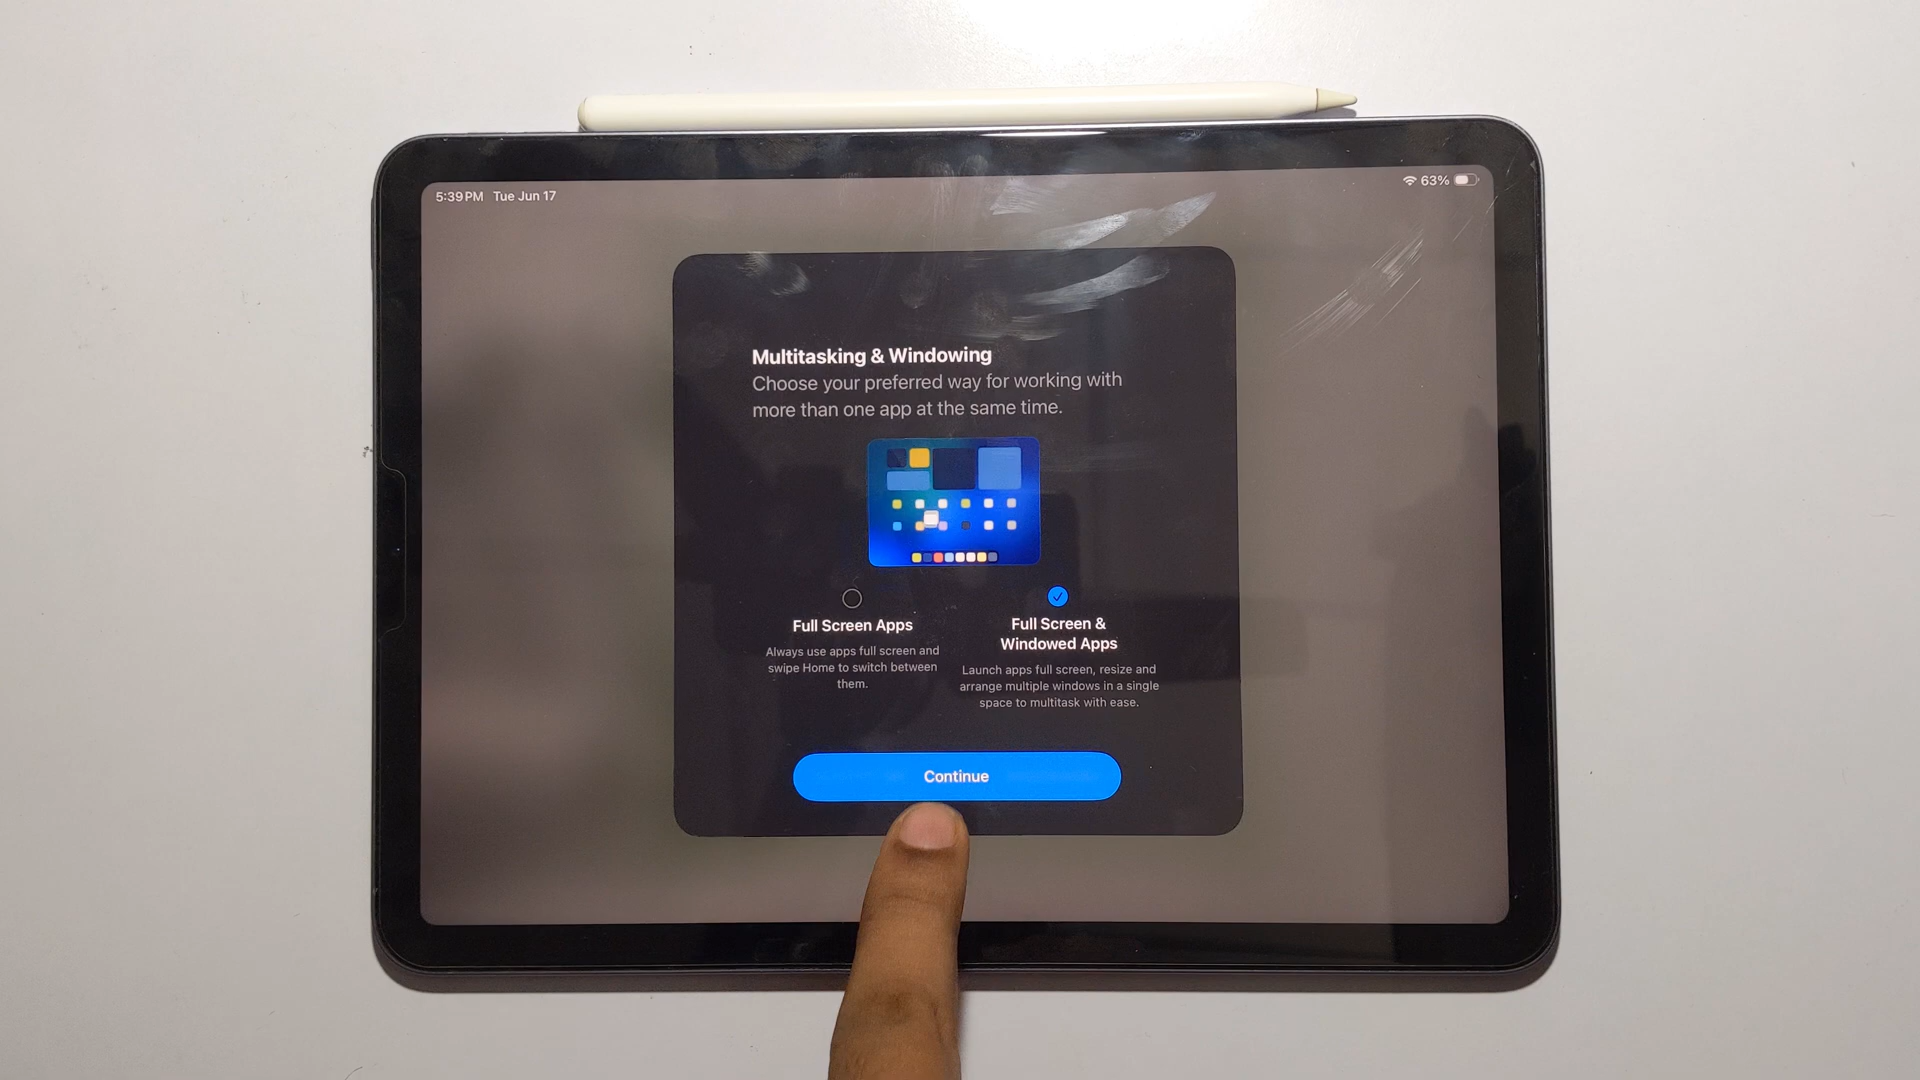 5:39 PM Tue Jun 17
63%
Multitasking & Windowing
Choose your preferred way for working with
more than one app at the same time.
Full Screen Apps
Always use apps full screen and
swipe Home to switch between
them.
Full Screen &
Windowed Apps
Launch apps full screen, resize and
arrange multiple windows in a single
space to multitask with ease.
Continue